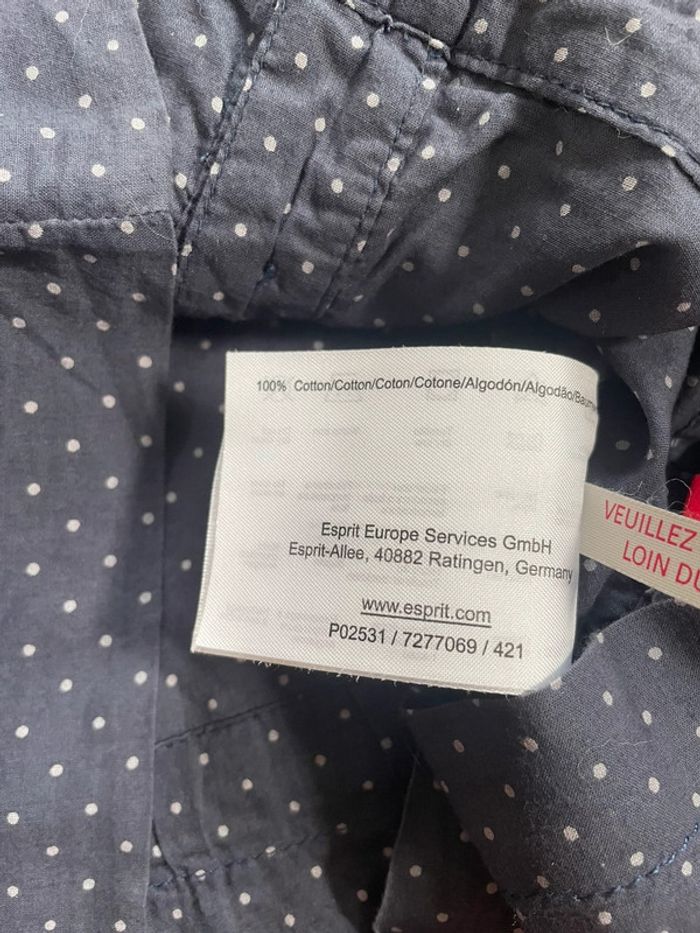 100% Cotton/Cotton/Coton/Cotone/Algodón/Algodão/
Esprit Europe Services GmbH
Esprit-Allee, 40882 Ratingen, Germany
www.esprit.com
P02531 / 7277069 / 421
VEUILLEZ
LOIN